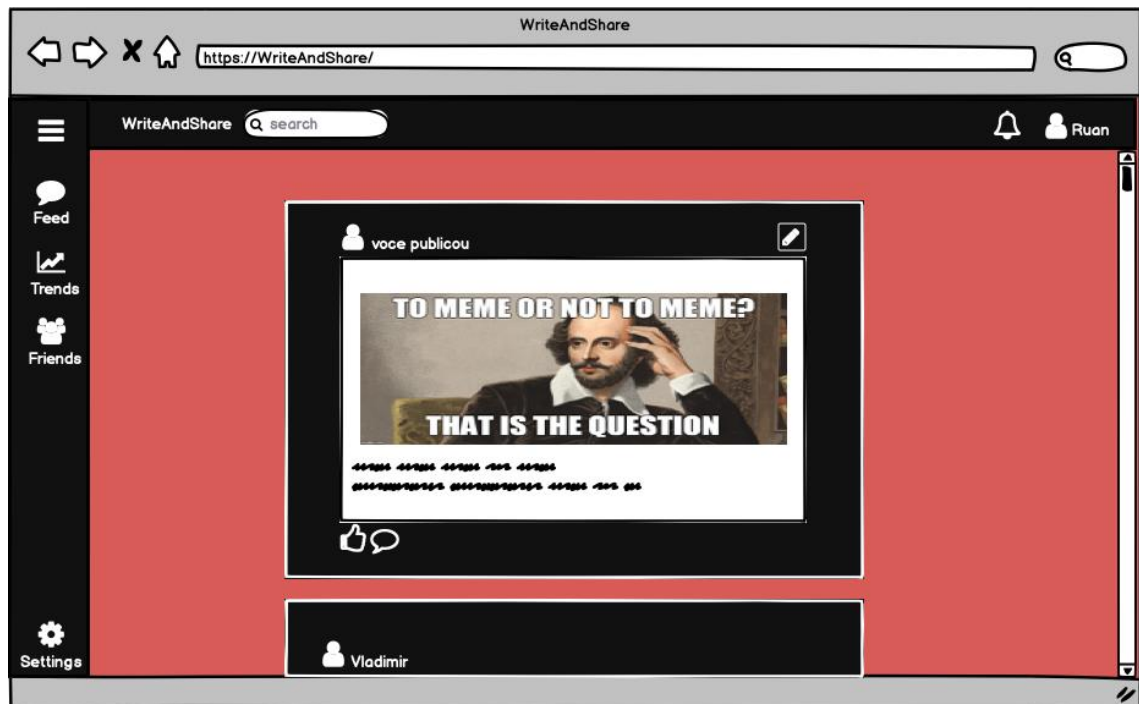 WriteAndShare
https://WriteAndShare/
WriteAndShare
search
Ruan
Feed
Trends
Friends
Settings
voce publicou
TO MEME OR NOT TO MEME?
THAT IS THE QUESTION
Vladimir